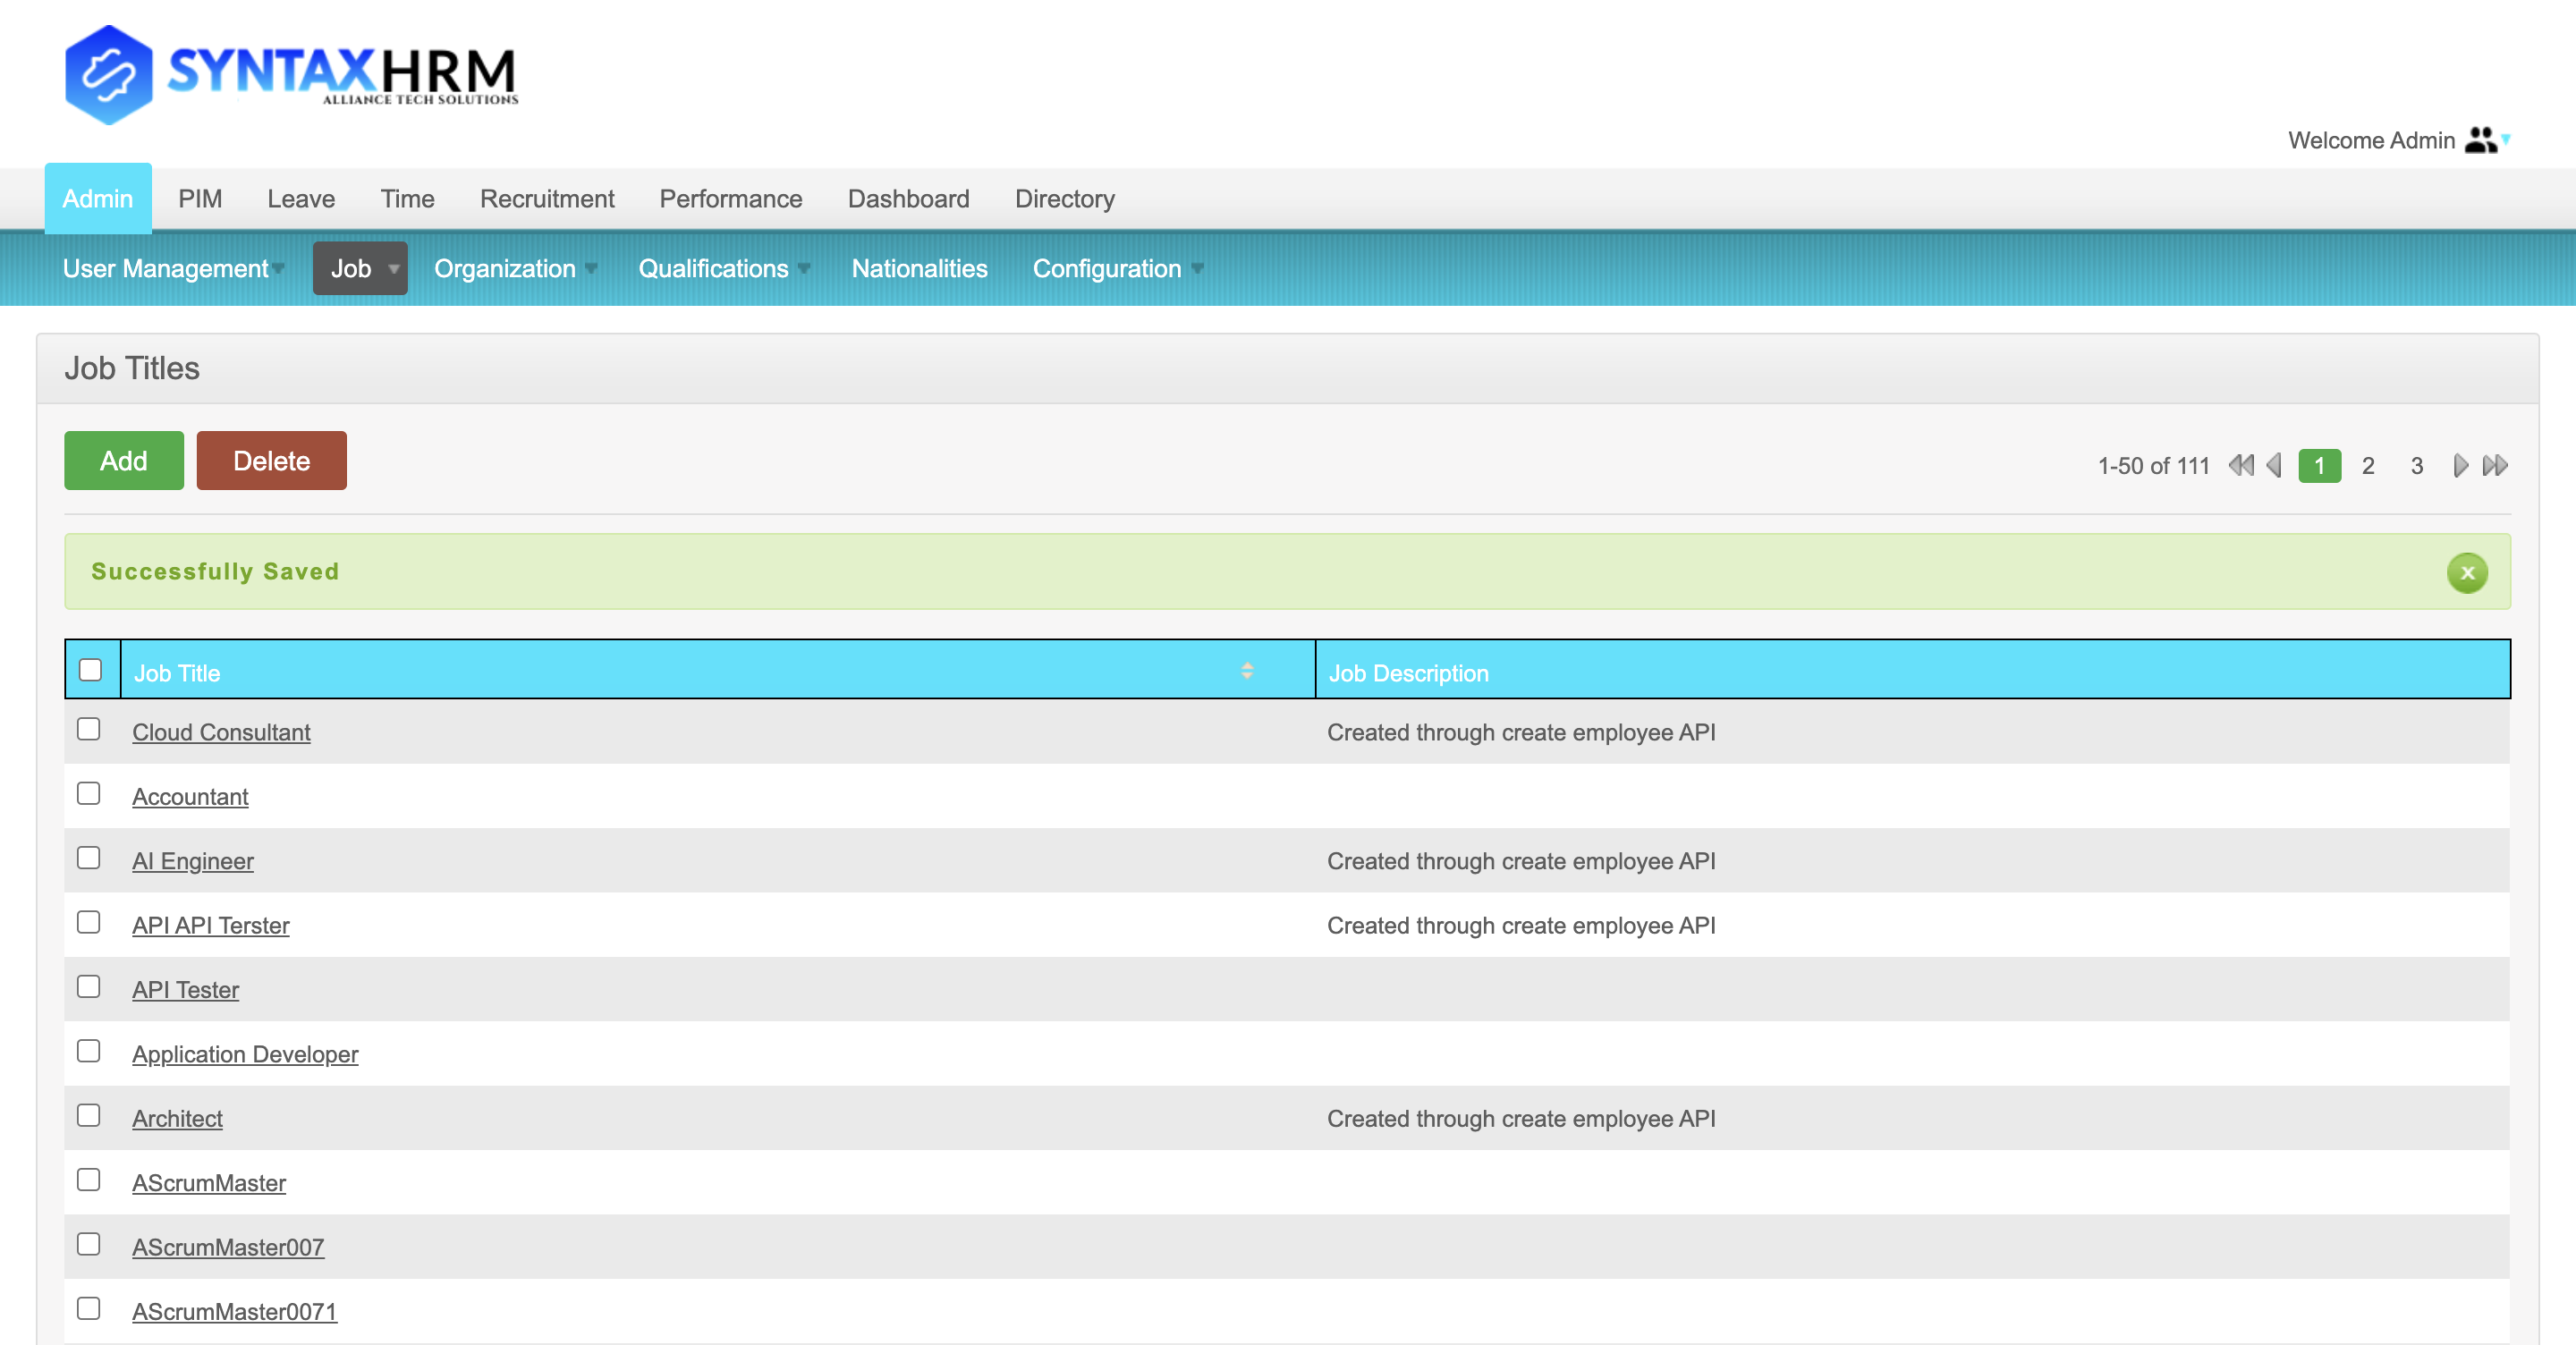 SYNTAXHRM
ALLIANCE TECH SOLUTIONS
Welcome Admin
Admin PIM Leave Time Recruitment Performance Dashboard Directory
User Management Job Organization Qualifications Nationalities Configuration
Job Titles
Add Delete 1-50 of 111 1 2 3
Successfully Saved x
Job Title Job Description
Cloud Consultant Created through create employee API
Accountant
AI Engineer Created through create employee API
API API Terster Created through create employee API
API Tester
Application Developer
Architect Created through create employee API
AScrumMaster
AScrumMaster007
AScrumMaster0071